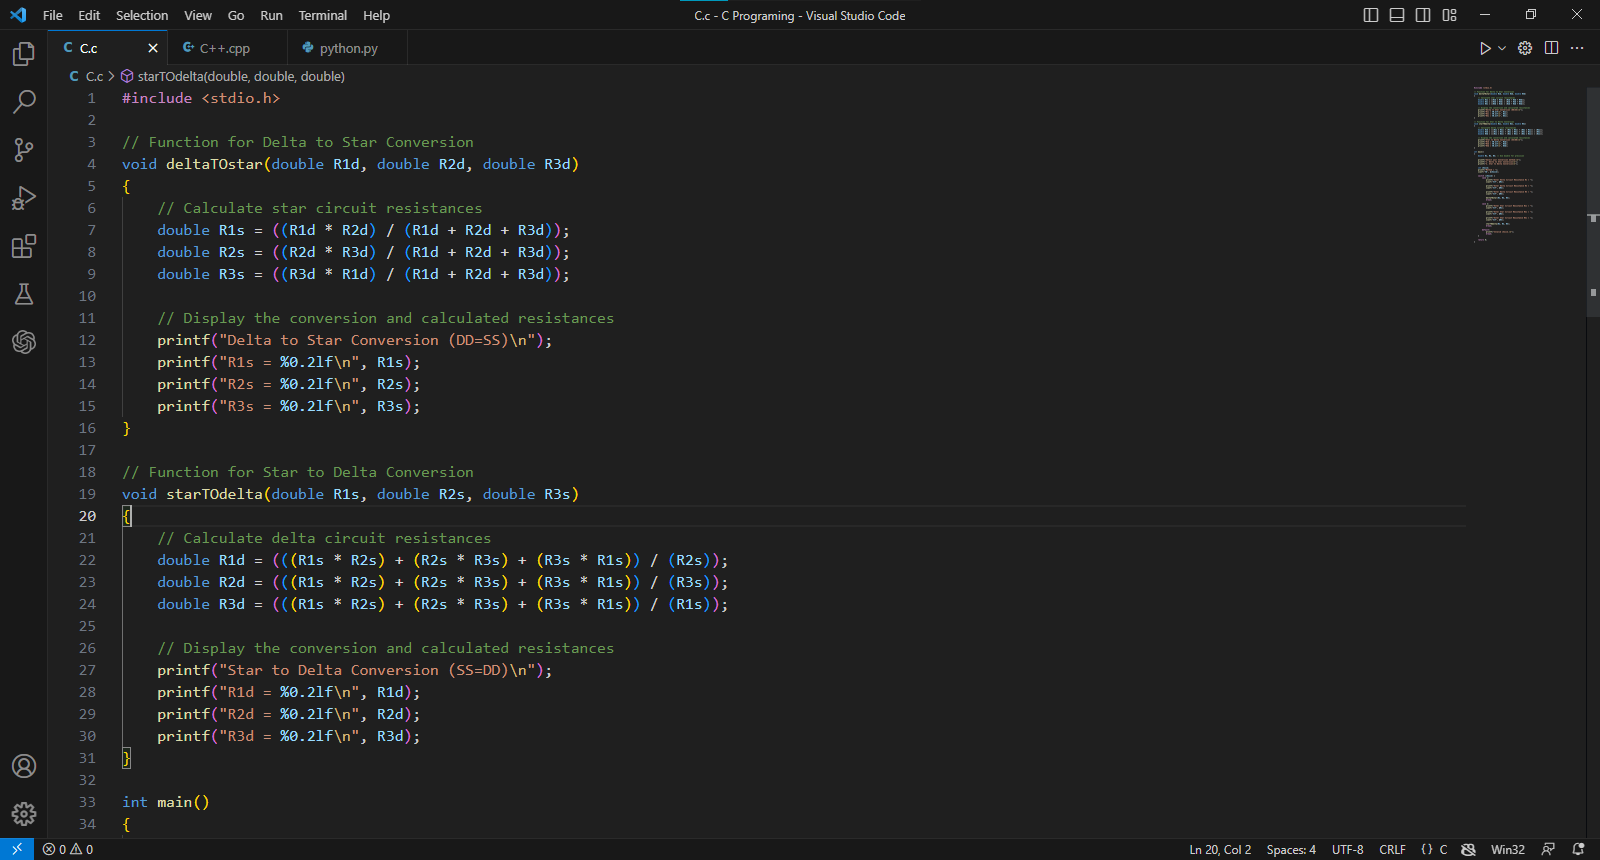 File Edit Selection View Go Run Terminal Help
C.c - C Programing - Visual Studio Code
C C.c
C++.cpp
python.py
C C.c > starTOdelta(double, double, double)
1 #include <stdio.h>
2
3 // Function for Delta to Star Conversion
4 void deltaTOstar(double R1d, double R2d, double R3d)
5 {
6     // Calculate star circuit resistances
7     double R1s = ((R1d * R2d) / (R1d + R2d + R3d));
8     double R2s = ((R2d * R3d) / (R1d + R2d + R3d));
9     double R3s = ((R3d * R1d) / (R1d + R2d + R3d));
10
11     // Display the conversion and calculated resistances
12     printf("Delta to Star Conversion (DD=SS)\n");
13     printf("R1s = %0.2lf\n", R1s);
14     printf("R2s = %0.2lf\n", R2s);
15     printf("R3s = %0.2lf\n", R3s);
16 }
17
18 // Function for Star to Delta Conversion
19 void starTOdelta(double R1s, double R2s, double R3s)
20 {
21     // Calculate delta circuit resistances
22     double R1d = (((R1s * R2s) + (R2s * R3s) + (R3s * R1s)) / (R2s));
23     double R2d = (((R1s * R2s) + (R2s * R3s) + (R3s * R1s)) / (R3s));
24     double R3d = (((R1s * R2s) + (R2s * R3s) + (R3s * R1s)) / (R1s));
25
26     // Display the conversion and calculated resistances
27     printf("Star to Delta Conversion (SS=DD)\n");
28     printf("R1d = %0.2lf\n", R1d);
29     printf("R2d = %0.2lf\n", R2d);
30     printf("R3d = %0.2lf\n", R3d);
31 }
32
33 int main()
34 {
0 0
Ln 20, Col 2 Spaces: 4 UTF-8 CRLF {} C Win32